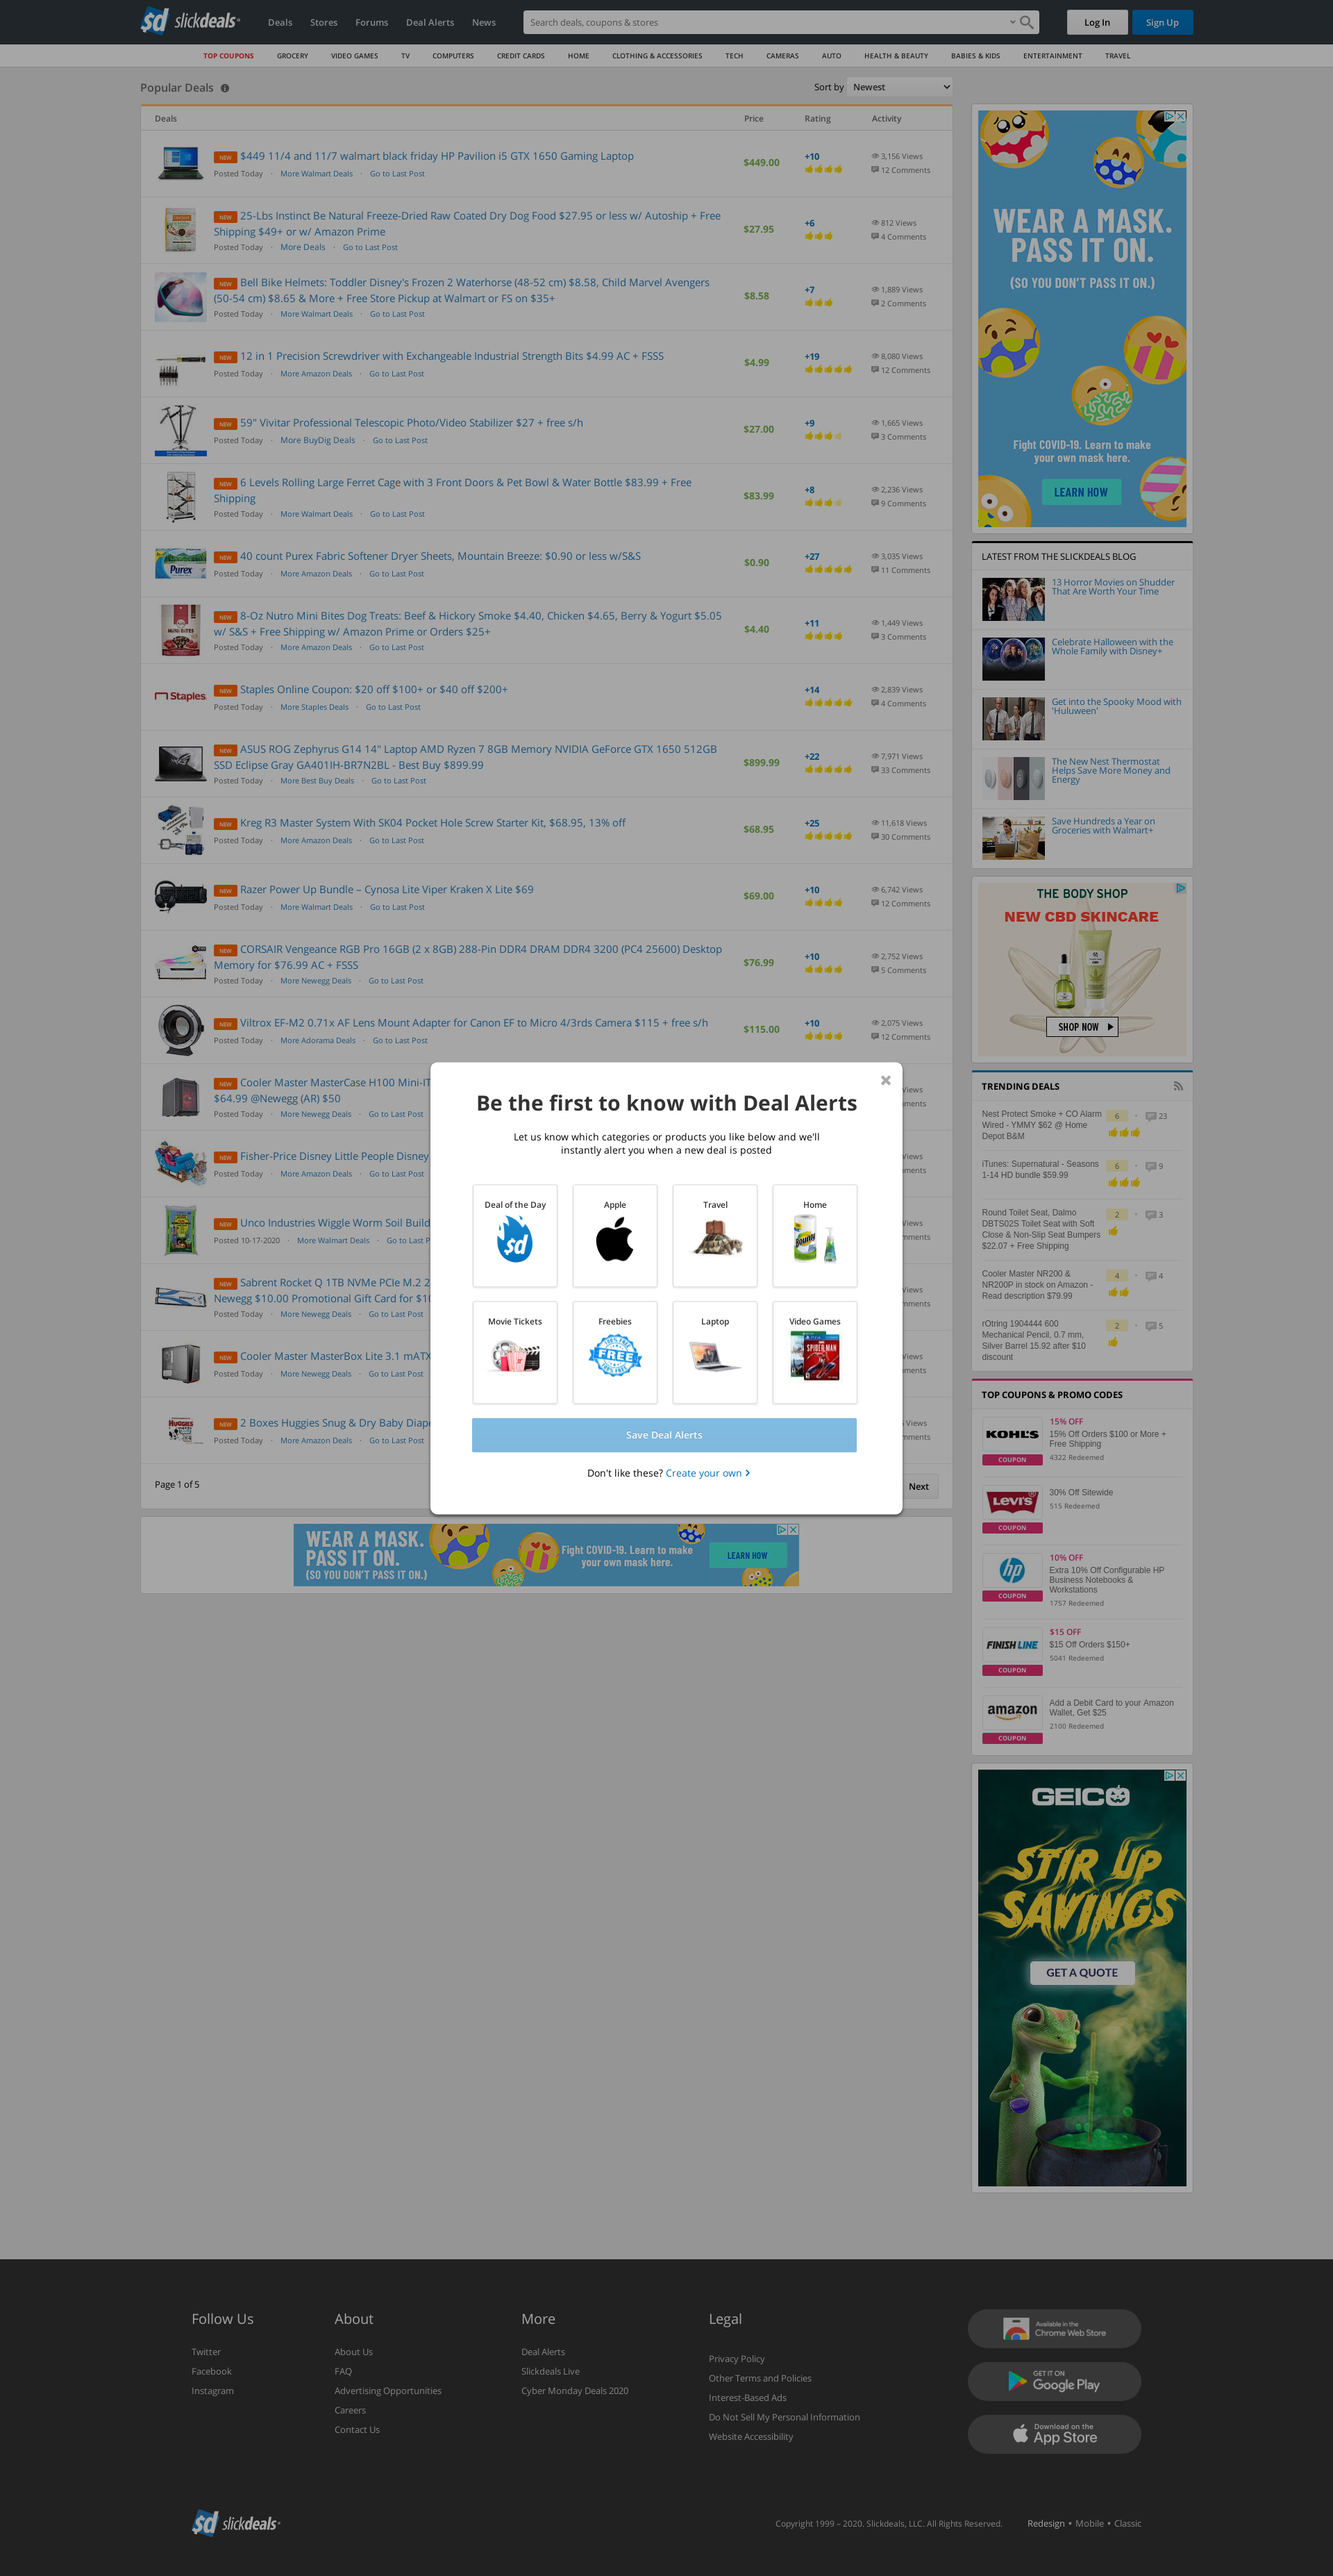 slickdeals
Deals
Stores
Forums
Deal Alerts
News
Search deals, coupons & stores
Log In
Sign Up
TOP COUPONS
GROCERY
VIDEO GAMES
TV
COMPUTERS
CREDIT CARDS
HOME
CLOTHING & ACCESSORIES
TECH
CAMERAS
AUTO
HEALTH & BEAUTY
BABIES & KIDS
ENTERTAINMENT
TRAVEL
Popular Deals
Sort by Newest
Deals Price Rating Activity
NEW $449 11/4 and 11/7 walmart black friday HP Pavilion i5 GTX 1650 Gaming Laptop
Posted Today · More Walmart Deals · Go to Last Post
$449.00
+10
3,156 Views
12 Comments
NEW 25-Lbs Instinct Be Natural Freeze-Dried Raw Coated Dry Dog Food $27.95 or less w/ Autoship + Free
Shipping $49+ or w/ Amazon Prime
Posted Today · More Deals · Go to Last Post
$27.95
+6
812 Views
4 Comments
NEW Bell Bike Helmets: Toddler Disney's Frozen 2 Waterhorse (48-52 cm) $8.58, Child Marvel Avengers
(50-54 cm) $8.65 & More + Free Store Pickup at Walmart or FS on $35+
Posted Today · More Walmart Deals · Go to Last Post
$8.58
+7
1,889 Views
2 Comments
NEW 12 in 1 Precision Screwdriver with Exchangeable Industrial Strength Bits $4.99 AC + FSSS
Posted Today · More Amazon Deals · Go to Last Post
$4.99
+19
8,080 Views
12 Comments
NEW 59" Vivitar Professional Telescopic Photo/Video Stabilizer $27 + free s/h
Posted Today · More BuyDig Deals · Go to Last Post
$27.00
+9
1,665 Views
3 Comments
NEW 6 Levels Rolling Large Ferret Cage with 3 Front Doors & Pet Bowl & Water Bottle $83.99 + Free
Shipping
Posted Today · More Walmart Deals · Go to Last Post
$83.99
+8
2,236 Views
9 Comments
Purex
NEW 40 count Purex Fabric Softener Dryer Sheets, Mountain Breeze: $0.90 or less w/S&S
Posted Today · More Amazon Deals · Go to Last Post
$0.90
+27
3,035 Views
11 Comments
MINI BITES
NEW 8-Oz Nutro Mini Bites Dog Treats: Beef & Hickory Smoke $4.40, Chicken $4.65, Berry & Yogurt $5.05
w/ S&S + Free Shipping w/ Amazon Prime or Orders $25+
Posted Today · More Amazon Deals · Go to Last Post
$4.40
+11
1,449 Views
3 Comments
Staples
NEW Staples Online Coupon: $20 off $100+ or $40 off $200+
Posted Today · More Staples Deals · Go to Last Post
+14
2,839 Views
4 Comments
NEW ASUS ROG Zephyrus G14 14" Laptop AMD Ryzen 7 8GB Memory NVIDIA GeForce GTX 1650 512GB
SSD Eclipse Gray GA401IH-BR7N2BL - Best Buy $899.99
Posted Today · More Best Buy Deals · Go to Last Post
$899.99
+22
7,971 Views
33 Comments
NEW Kreg R3 Master System With SK04 Pocket Hole Screw Starter Kit, $68.95, 13% off
Posted Today · More Amazon Deals · Go to Last Post
$68.95
+25
11,618 Views
30 Comments
NEW Razer Power Up Bundle – Cynosa Lite Viper Kraken X Lite $69
Posted Today · More Walmart Deals · Go to Last Post
$69.00
+10
6,742 Views
12 Comments
NEW CORSAIR Vengeance RGB Pro 16GB (2 x 8GB) 288-Pin DDR4 DRAM DDR4 3200 (PC4 25600) Desktop
Memory for $76.99 AC + FSSS
Posted Today · More Newegg Deals · Go to Last Post
$76.99
+10
2,752 Views
5 Comments
NEW Viltrox EF-M2 0.71x AF Lens Mount Adapter for Canon EF to Micro 4/3rds Camera $115 + free s/h
Posted Today · More Adorama Deals · Go to Last Post
$115.00
+10
2,075 Views
12 Comments
NEW Cooler Master MasterCase H100 Mini-IT
$64.99 @Newegg (AR) $50
Posted Today · More Newegg Deals · Go to Last Post
NEW Fisher-Price Disney Little People Disney
Posted Today · More Amazon Deals · Go to Last Post
NEW Unco Industries Wiggle Worm Soil Build
Posted 10-17-2020 · More Walmart Deals · Go to Last P
NEW Sabrent Rocket Q 1TB NVMe PCIe M.2 2
Newegg $10.00 Promotional Gift Card for $10
Posted Today · More Newegg Deals · Go to Last Post
NEW Cooler Master MasterBox Lite 3.1 mATX
Posted Today · More Newegg Deals · Go to Last Post
HUGGIES
NEW 2 Boxes Huggies Snug & Dry Baby Diape
Posted Today · More Amazon Deals · Go to Last Post
Page 1 of 5
Next
Be the first to know with Deal Alerts
Let us know which categories or products you like below and we'll
instantly alert you when a new deal is posted
Deal of the Day
Apple
Travel
Home
Bounty
Movie Tickets
Freebies
FREE
Laptop
Video Games
SPIDER-MAN
Save Deal Alerts
Don't like these? Create your own
WEAR A MASK.
PASS IT ON.
(SO YOU DON'T PASS IT ON.)
Fight COVID-19. Learn to make
your own mask here.
LEARN HOW
WEAR A MASK.
PASS IT ON.
(SO YOU DON'T PASS IT ON.)
Fight COVID-19. Learn to make
your own mask here.
LEARN HOW
LATEST FROM THE SLICKDEALS BLOG
13 Horror Movies on Shudder
That Are Worth Your Time
Celebrate Halloween with the
Whole Family with Disney+
Get into the Spooky Mood with
'Huluween'
The New Nest Thermostat
Helps Save More Money and
Energy
Save Hundreds a Year on
Groceries with Walmart+
THE BODY SHOP
NEW CBD SKINCARE
SHOP NOW
TRENDING DEALS
Nest Protect Smoke + CO Alarm
Wired - YMMY $62 @ Home
Depot B&M
6 23
iTunes: Supernatural - Seasons
1-14 HD bundle $59.99
6 9
Round Toilet Seat, Dalmo
DBTS02S Toilet Seat with Soft
Close & Non-Slip Seat Bumpers
$22.07 + Free Shipping
2 3
Cooler Master NR200 &
NR200P in stock on Amazon -
Read description $79.99
4 4
rOtring 1904444 600
Mechanical Pencil, 0.7 mm,
Silver Barrel 15.92 after $10
discount
2 5
TOP COUPONS & PROMO CODES
KOHL'S
COUPON
15% OFF
15% Off Orders $100 or More +
Free Shipping
4322 Redeemed
LEVI'S
COUPON
30% Off Sitewide
515 Redeemed
hp
COUPON
10% OFF
Extra 10% Off Configurable HP
Business Notebooks &
Workstations
1757 Redeemed
FINISH LINE
COUPON
$15 OFF
$15 Off Orders $150+
5041 Redeemed
amazon
COUPON
Add a Debit Card to your Amazon
Wallet, Get $25
2100 Redeemed
GEICO
STIR UP
SAVINGS
GET A QUOTE
Follow Us
Twitter
Facebook
Instagram
About
About Us
FAQ
Advertising Opportunities
Careers
Contact Us
More
Deal Alerts
Slickdeals Live
Cyber Monday Deals 2020
Legal
Privacy Policy
Other Terms and Policies
Interest-Based Ads
Do Not Sell My Personal Information
Website Accessibility
Available in the
Chrome Web Store
GET IT ON
Google Play
Download on the
App Store
slickdeals
Copyright 1999 – 2020. Slickdeals, LLC. All Rights Reserved.
Redesign • Mobile • Classic